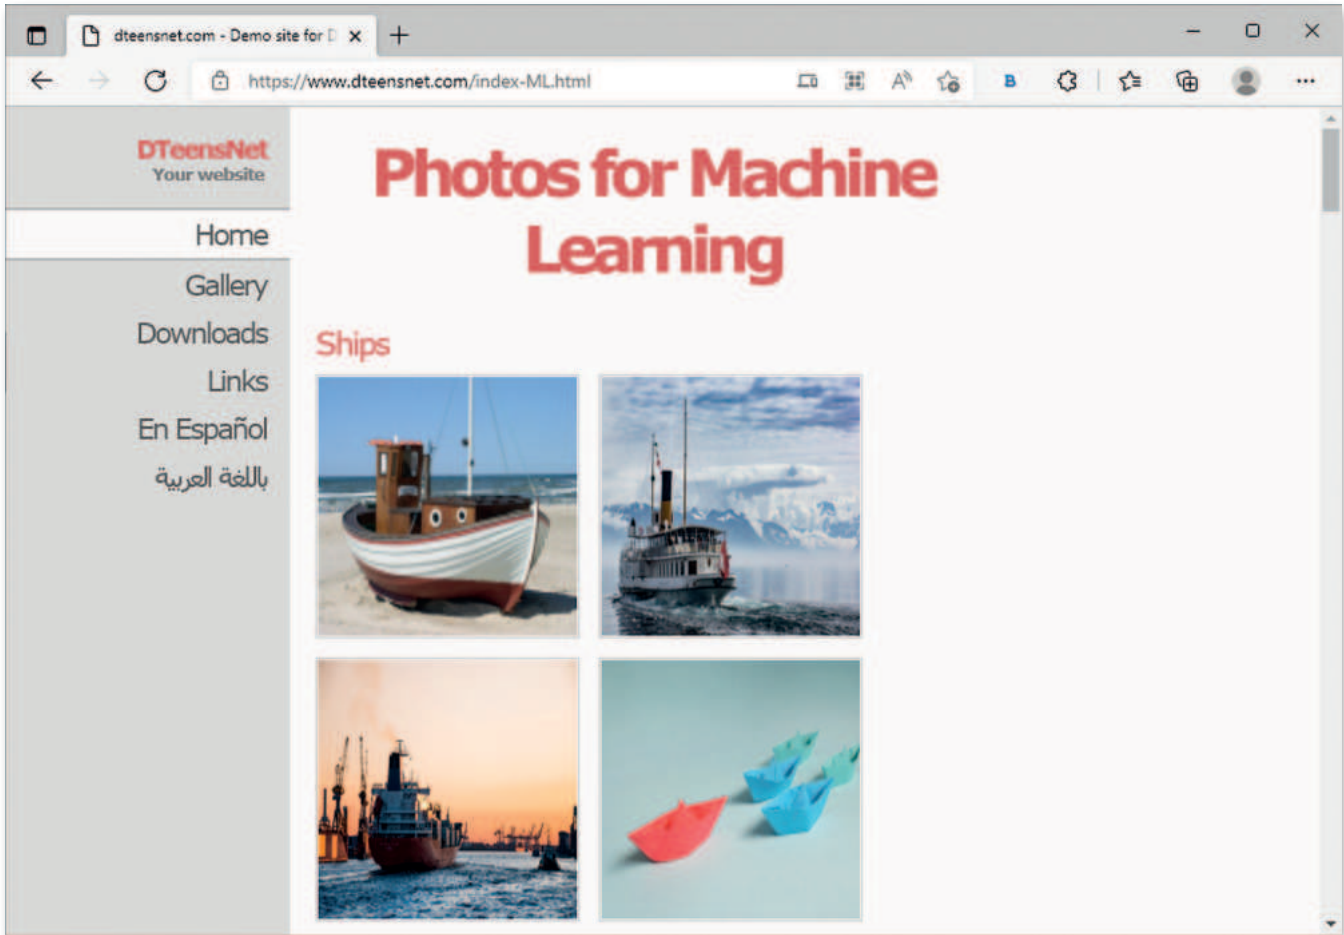 dteensnet.com - Demo site for D
https://www.dteensnet.com/index-ML.html
B
DTeensNet
Your website
Home
Gallery
Downloads
Links
En Español
باللغة العربية
Photos for Machine
Learning
Ships